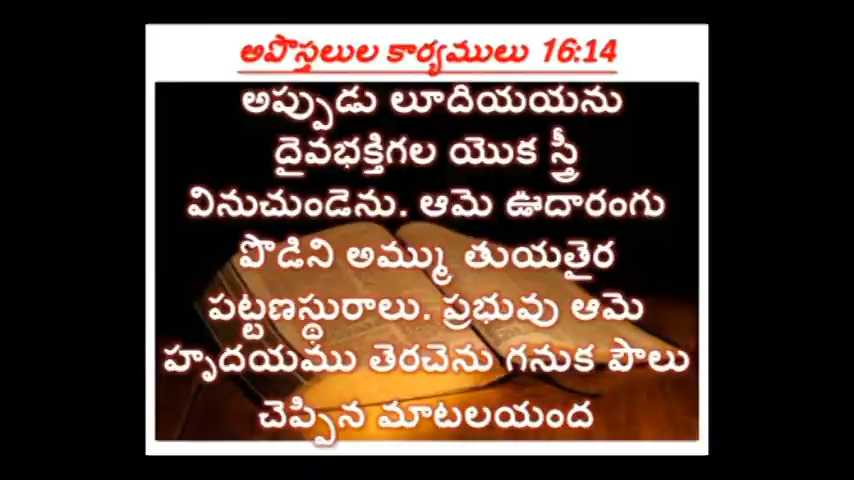 అపొస్తలుల కార్యములు 16:14
అప్పుడు లూదియయను
దైవభక్తిగల యొక స్త్రీ
వినుచుండెను. ఆమె ఊదారంగు
పొడిని అమ్ము తుయతైర
పట్టణస్థురాలు. ప్రభువు ఆమె
హృదయము తెరచెను గనుక పౌలు
చెప్పిన మాటలయంద